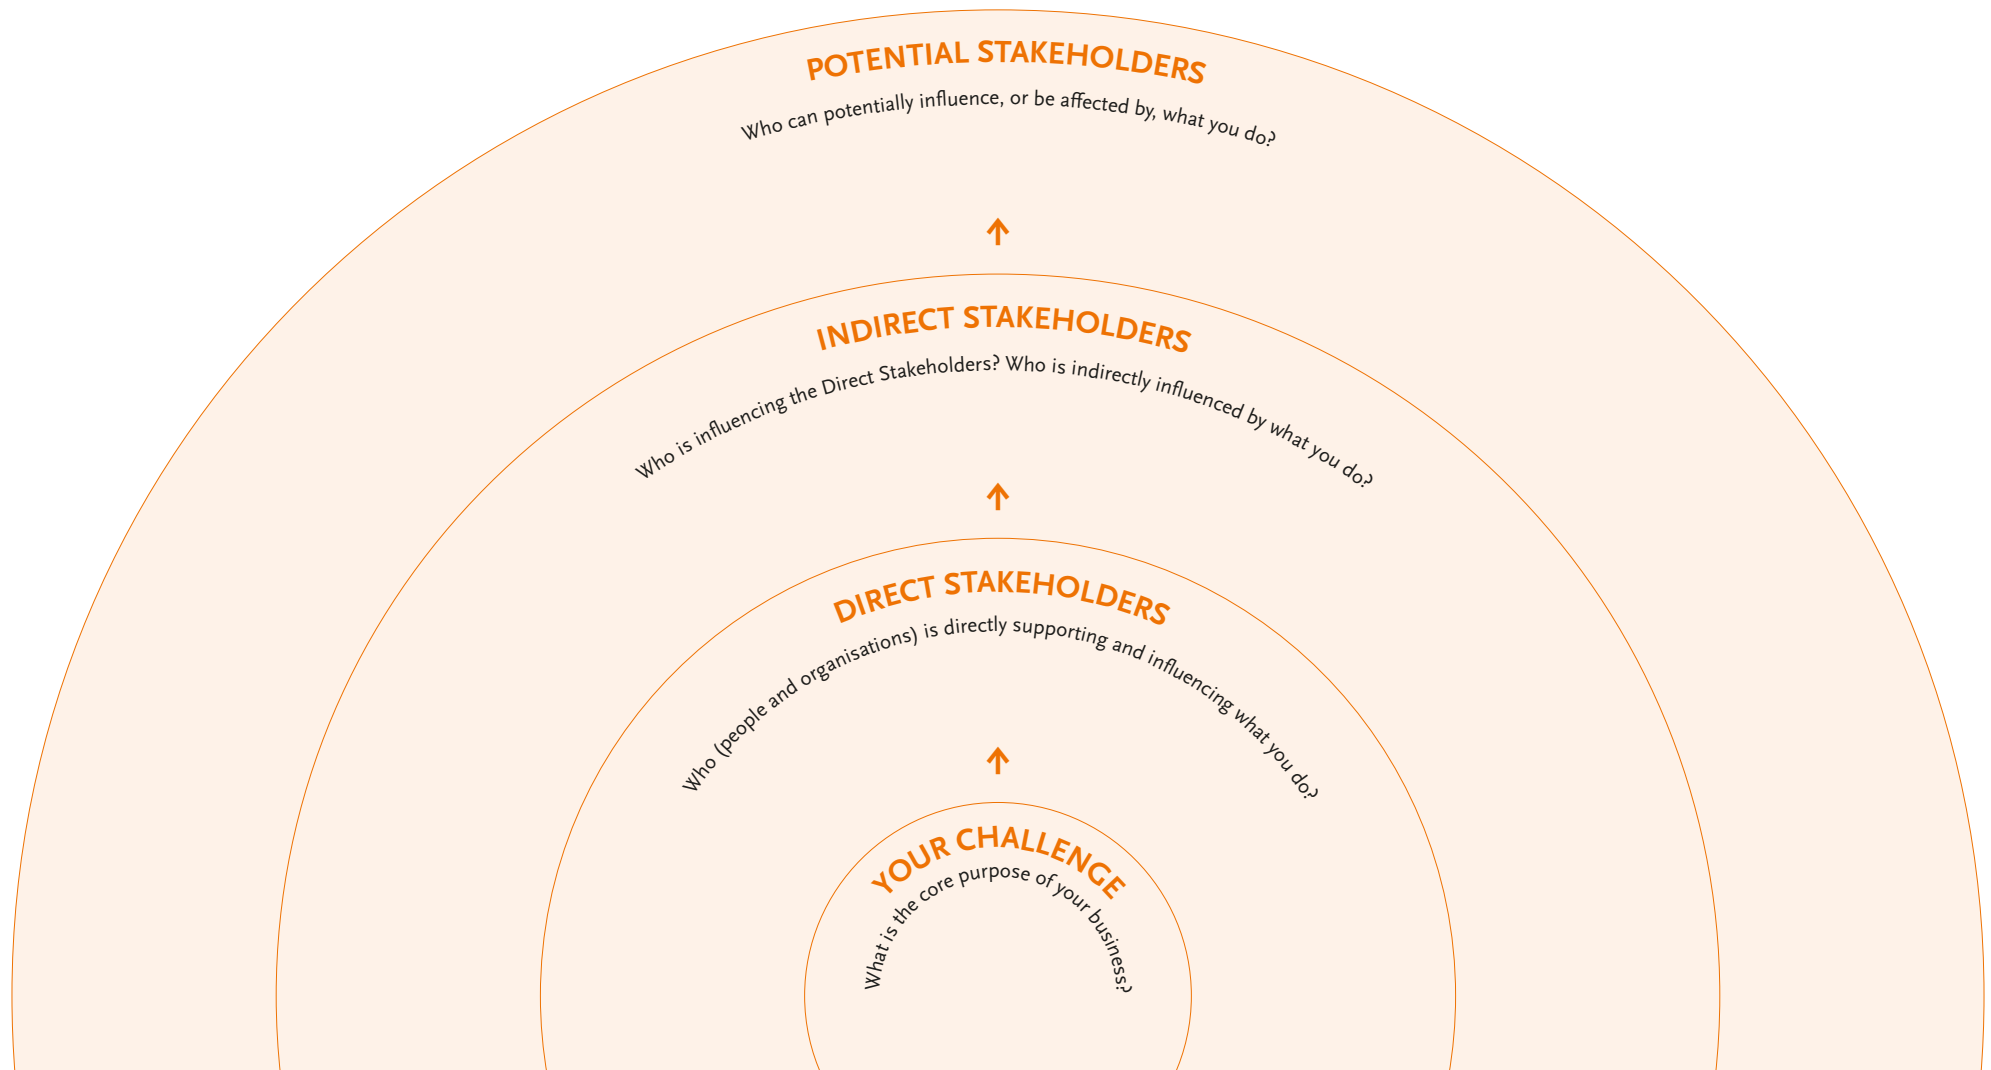 POTENTIAL STAKEHOLDERS
Who can potentially influence, or be affected by, what you do?
INDIRECT STAKEHOLDERS
Who is influencing the Direct Stakeholders? Who is indirectly influenced by what you do?
DIRECT STAKEHOLDERS
Who (people and organisations) is directly supporting and influencing what you do?
YOUR CHALLENGE
What is the core purpose of your business?